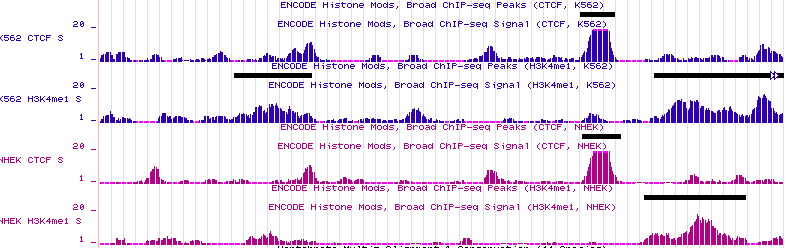 ENCODE Histone Mods, Broad ChIP-seq Peaks (CTCF, K562)
ENCODE Histone Mods, Broad ChIP-seq Signal (CTCF, K562)
20
K562 CTCF S
1
ENCODE Histone Mods, Broad ChIP-seq Peaks (H3K4me1, K562)
ENCODE Histone Mods, Broad ChIP-seq Signal (H3K4me1, K562)
20
K562 H3K4me1 S
1
ENCODE Histone Mods, Broad ChIP-seq Peaks (CTCF, NHEK)
ENCODE Histone Mods, Broad ChIP-seq Signal (CTCF, NHEK)
20
NHEK CTCF S
1
ENCODE Histone Mods, Broad ChIP-seq Peaks (H3K4me1, NHEK)
ENCODE Histone Mods, Broad ChIP-seq Signal (H3K4me1, NHEK)
20
NHEK H3K4me1 S
1